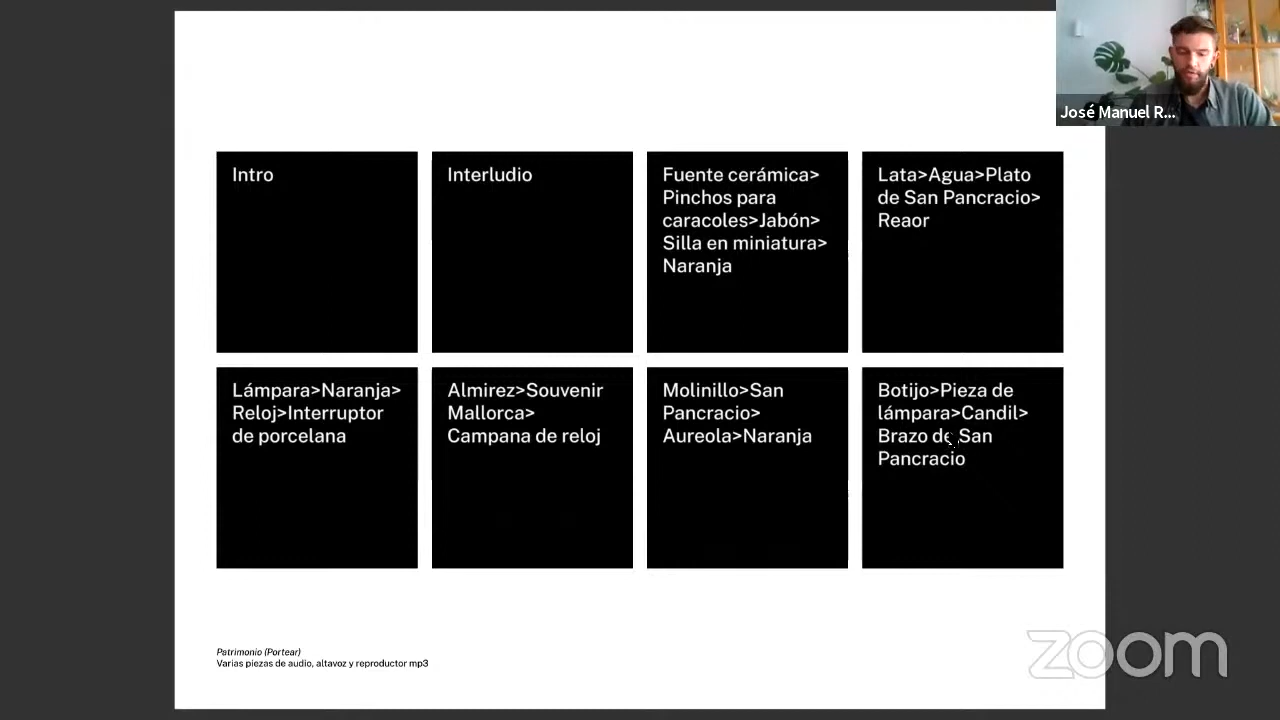 José Manuel R...
Intro
Interludio
Fuente cerámica>
Pinchos para
caracoles>Jabón>
Silla en miniatura>
Naranja
Lata>Agua>Plato
de San Pancracio>
Reaor
Lámpara>Naranja>
Reloj>Interruptor
de porcelana
Almirez>Souvenir
Mallorca>
Campana de reloj
Molinillo>San
Pancracio>
Aureola>Naranja
Botijo>Pieza de
lámpara>Candil>
Brazo de San
Pancracio
Patrimonio (Portear)
Varias piezas de audio, altavoz y reproductor mp3
zoom